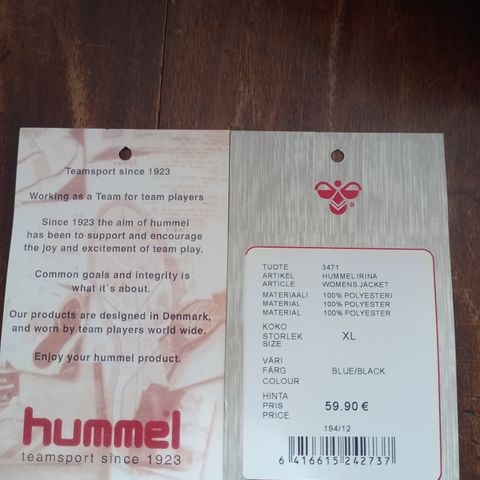 Teamsport since 1923
Working as a Team for team players
Since 1923 the aim of hummel
has been to support and encourage
the joy and excitement of team play.
Common goals and integrity is
what it`s about.
Our products are designed in Denmark,
and worn by team players world wide.
Enjoy your hummel product.
hummel
teamsport since 1923
®
TUOTE 3471
ARTIKEL HUMMEL IRINA
ARTICLE WOMENS JACKET
MATERIAALI 100% POLYESTERI
MATERIAL 100% POLYESTER
MATERIAL 100% POLYESTER
KOKO
STORLEK XL
SIZE
VÄRI
FÄRG BLUE/BLACK
COLOUR
HINTA
PRIS 59.90 €
PRICE
194/12
6 416615 242737